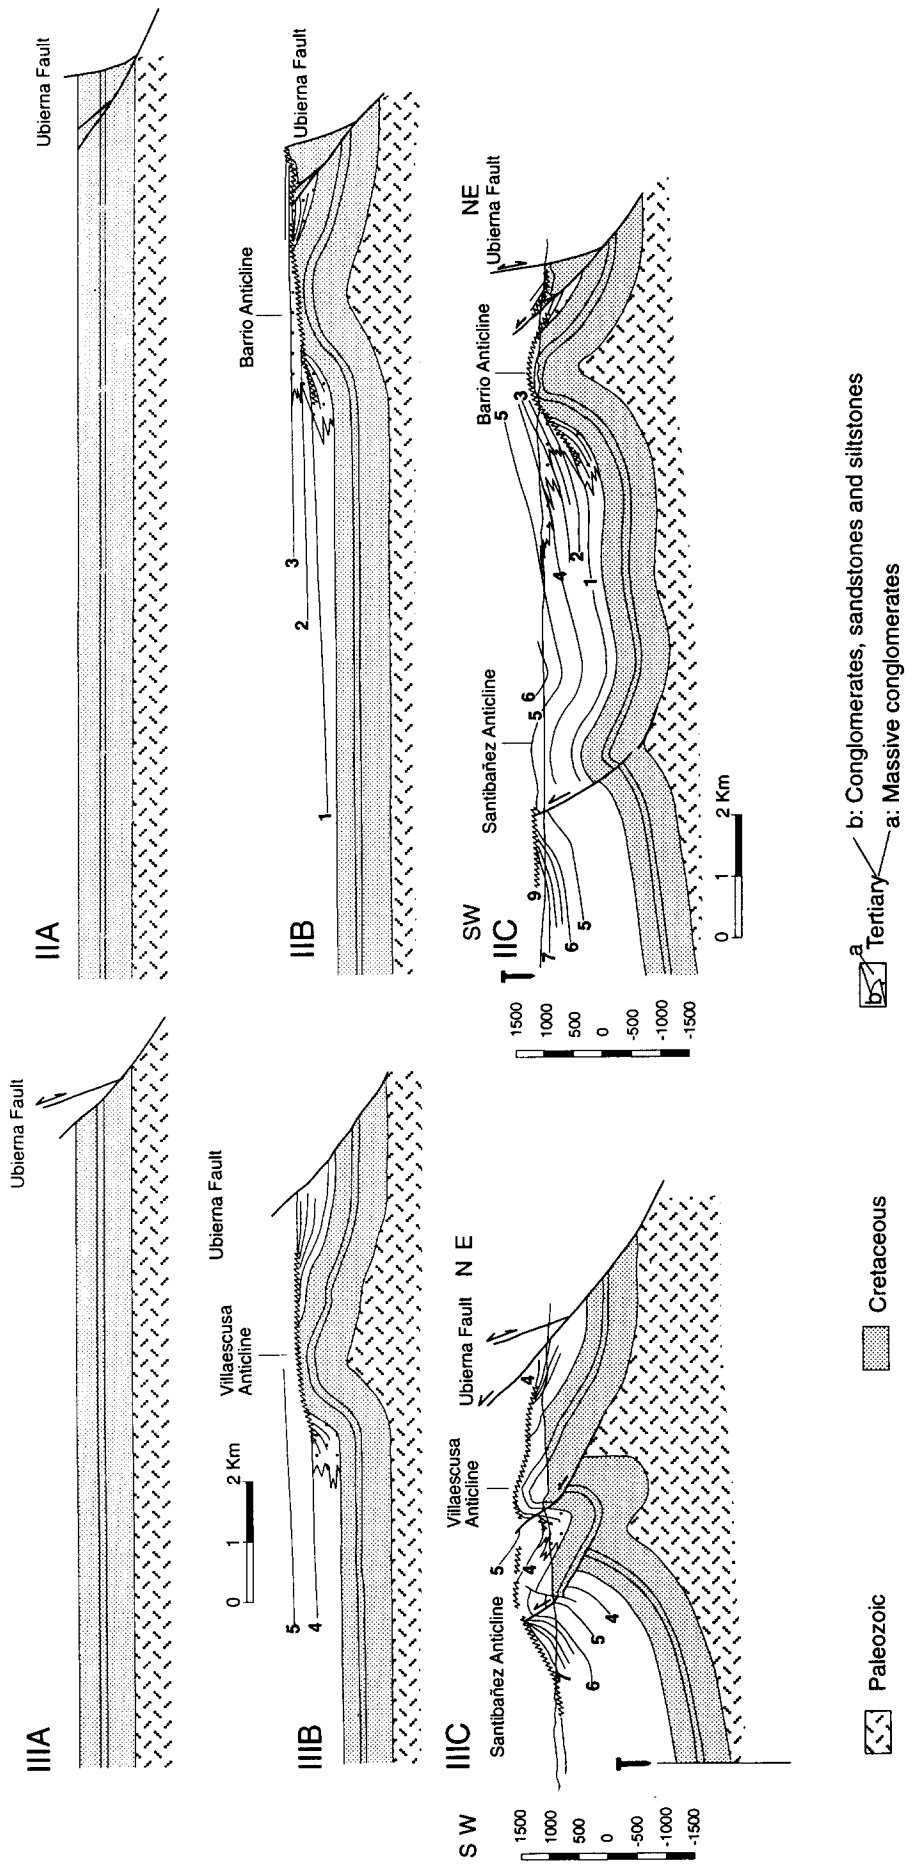 IIIA
Ubierna Fault
IIIB
Villaescusa
Anticline
Ubierna Fault
5
4
0
1
2 Km
IIIC
S W
N E
Santibañez Anticline
Villaescusa
Anticline
Ubierna Fault
1500
1000
500
0
-500
-1000
-1500
7
6
5
4
5
4
4
IIA
Ubierna Fault
IIB
Barrio Anticline
Ubierna Fault
1
2
3
IIC
SW
NE
Santibañez Anticline
Barrio Anticline
Ubierna Fault
1500
1000
500
0
-500
-1000
-1500
9
7
6
5
5
6
4
2
1
5
3
0
1
2 Km
Paleozoic
Cretaceous
a
b
Tertiary
b: Conglomerates, sandstones and siltstones
a: Massive conglomerates